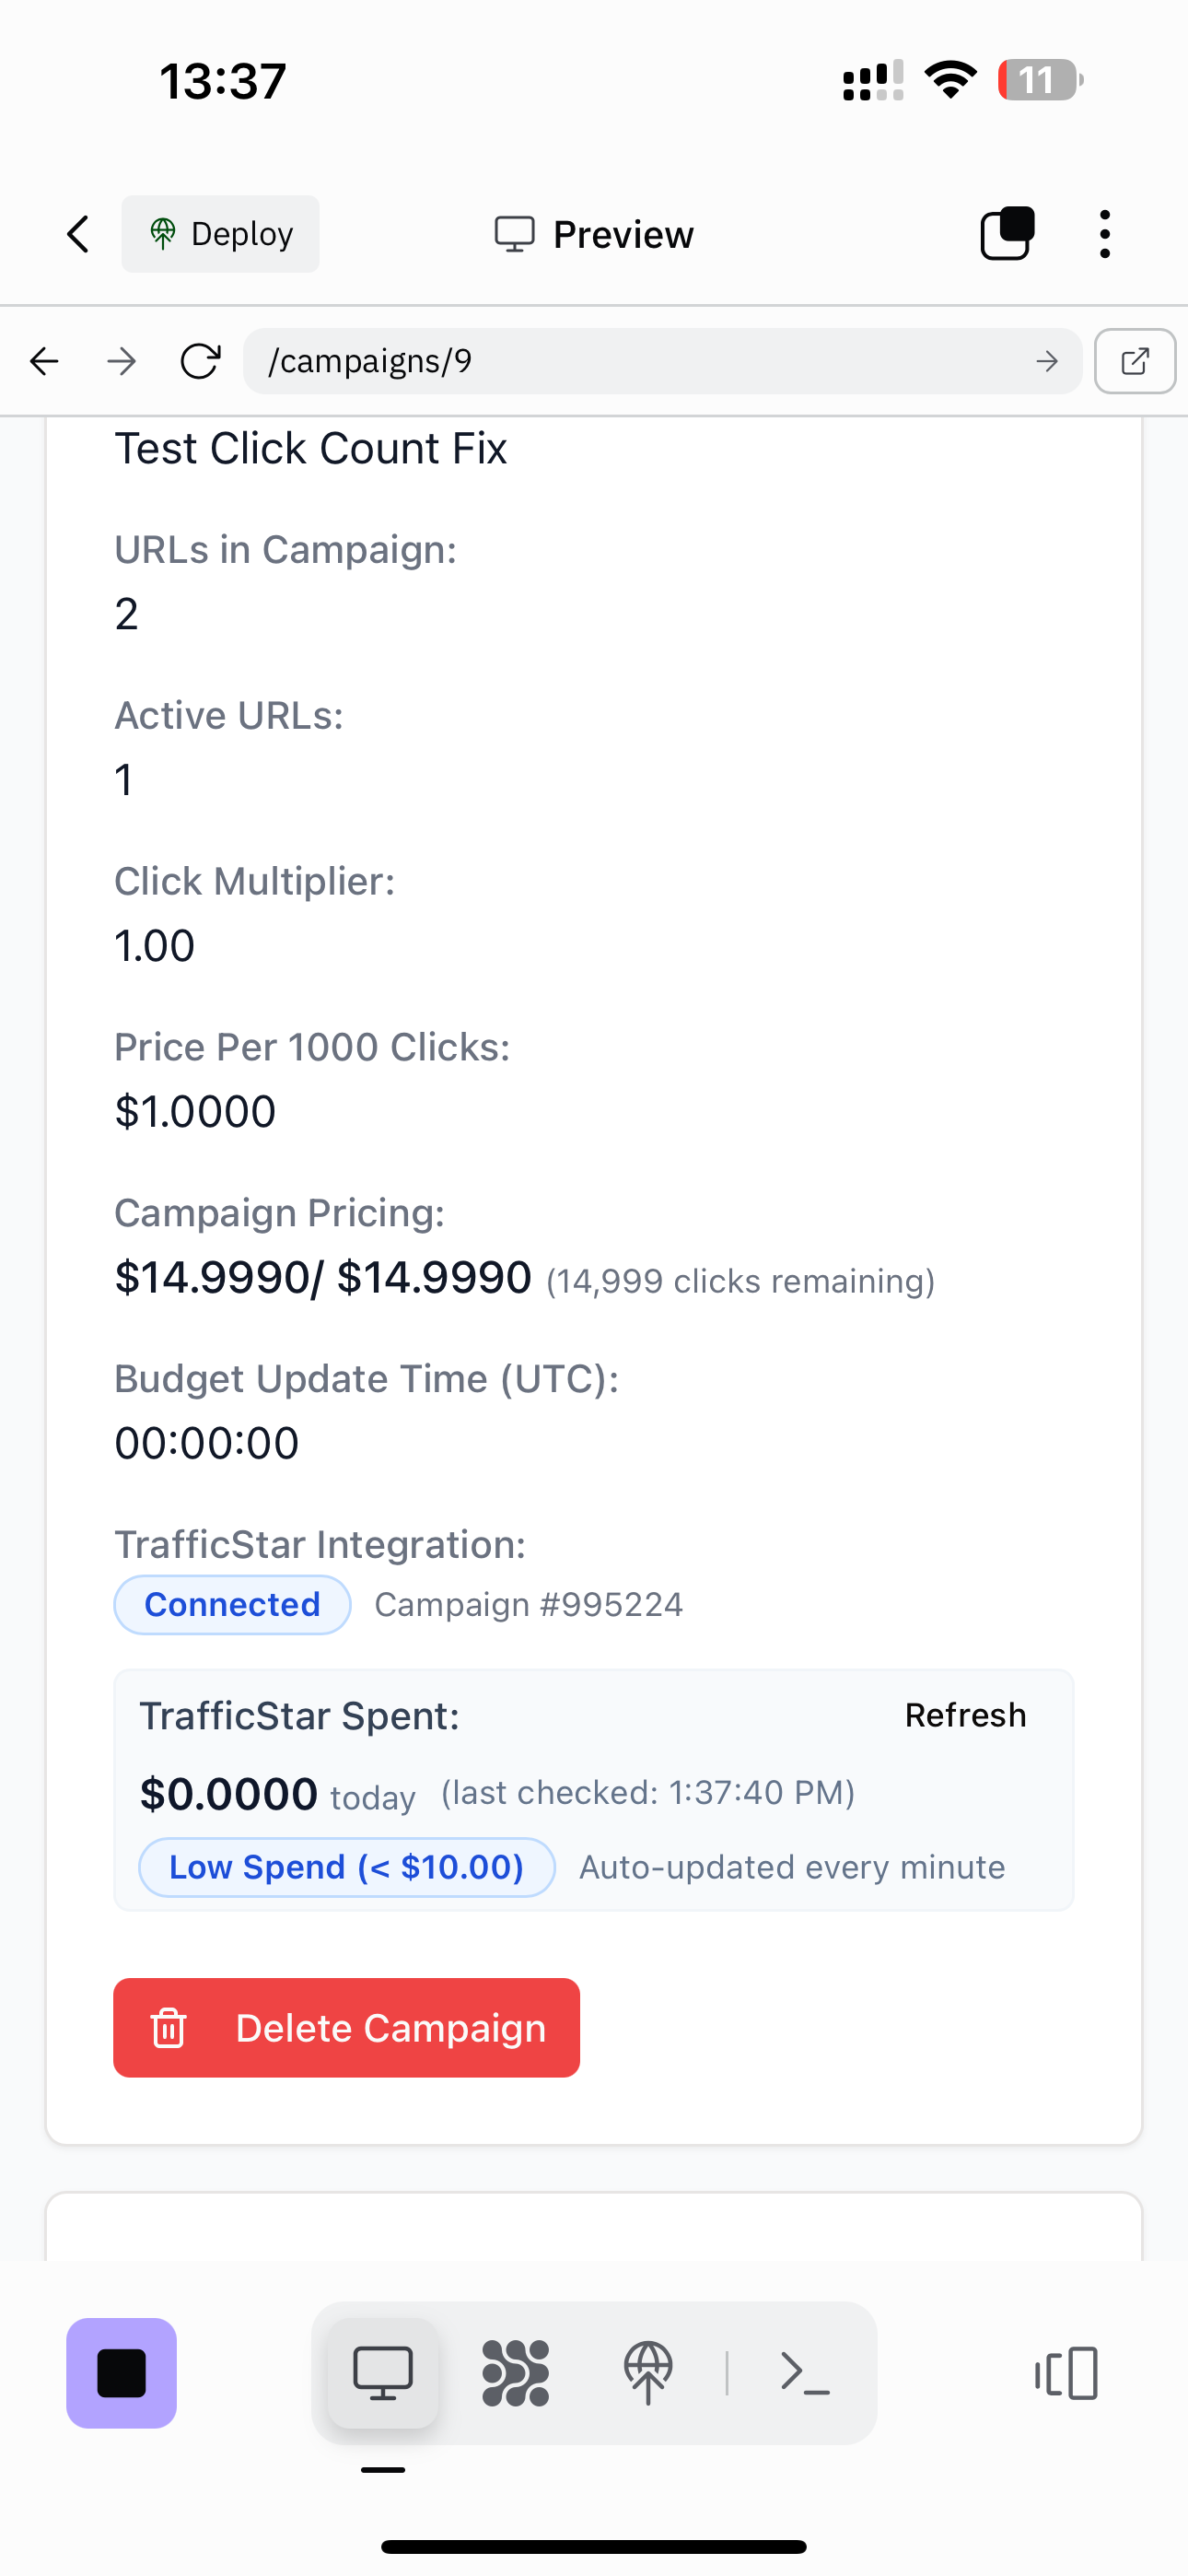 13:37
11
Deploy
Preview
/campaigns/9
Test Click Count Fix
URLs in Campaign:
2
Active URLs:
1
Click Multiplier:
1.00
Price Per 1000 Clicks:
$1.0000
Campaign Pricing:
$14.9990/ $14.9990 (14,999 clicks remaining)
Budget Update Time (UTC):
00:00:00
TrafficStar Integration:
Connected Campaign #995224
TrafficStar Spent: Refresh
$0.0000 today (last checked: 1:37:40 PM)
Low Spend (< $10.00) Auto-updated every minute
Delete Campaign